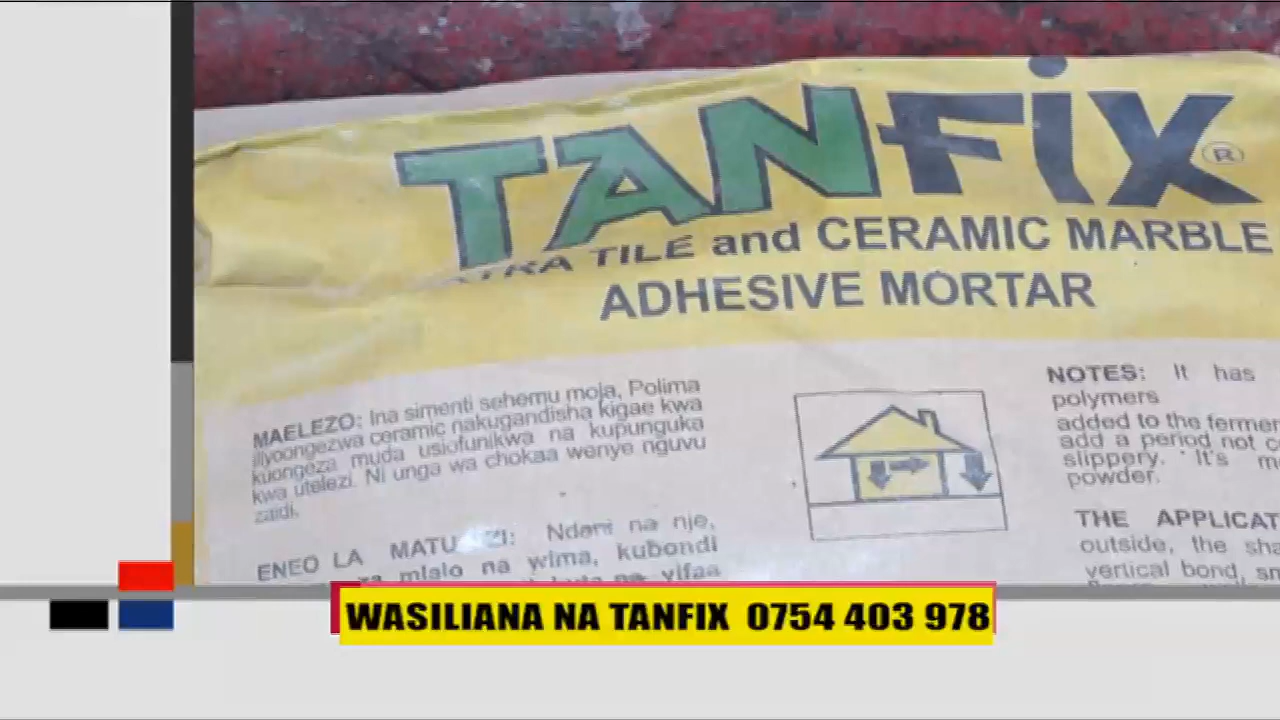 TANFIX®
TILE and CERAMIC MARBLE
ADHESIVE MORTAR
MAELEZO: Ina simenti sehemu moja, Polima
iliyoongezwa ceramic nakugandisha kigae kwa
kuongeza muda usiofunikwa na kupunguka
kwa utelezi. Ni unga wa chokaa wenye nguvu
zaidi.
ENEO LA Ndani na nje,
mlalo na wima, kubondi
na vifaa
NOTES: It has
polymers
added to the
add a period not
slippery. It's
powder.
THE
outside, the
vertical bond,
WASILIANA NA TANFIX 0754 403 978